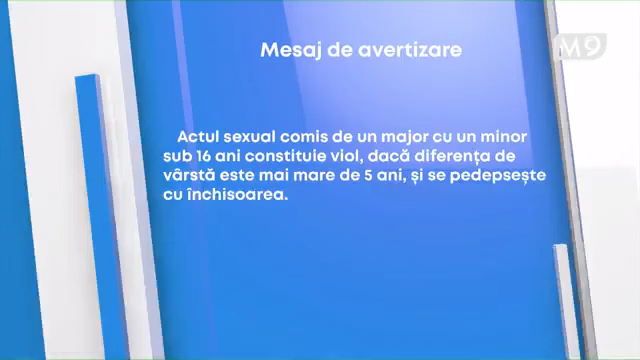 Mesaj de avertizare
M9
Actul sexual comis de un major cu un minor
sub 16 ani constituie viol, dacă diferența de
vârstă este mai mare de 5 ani, și se pedepsește
cu închisoarea.